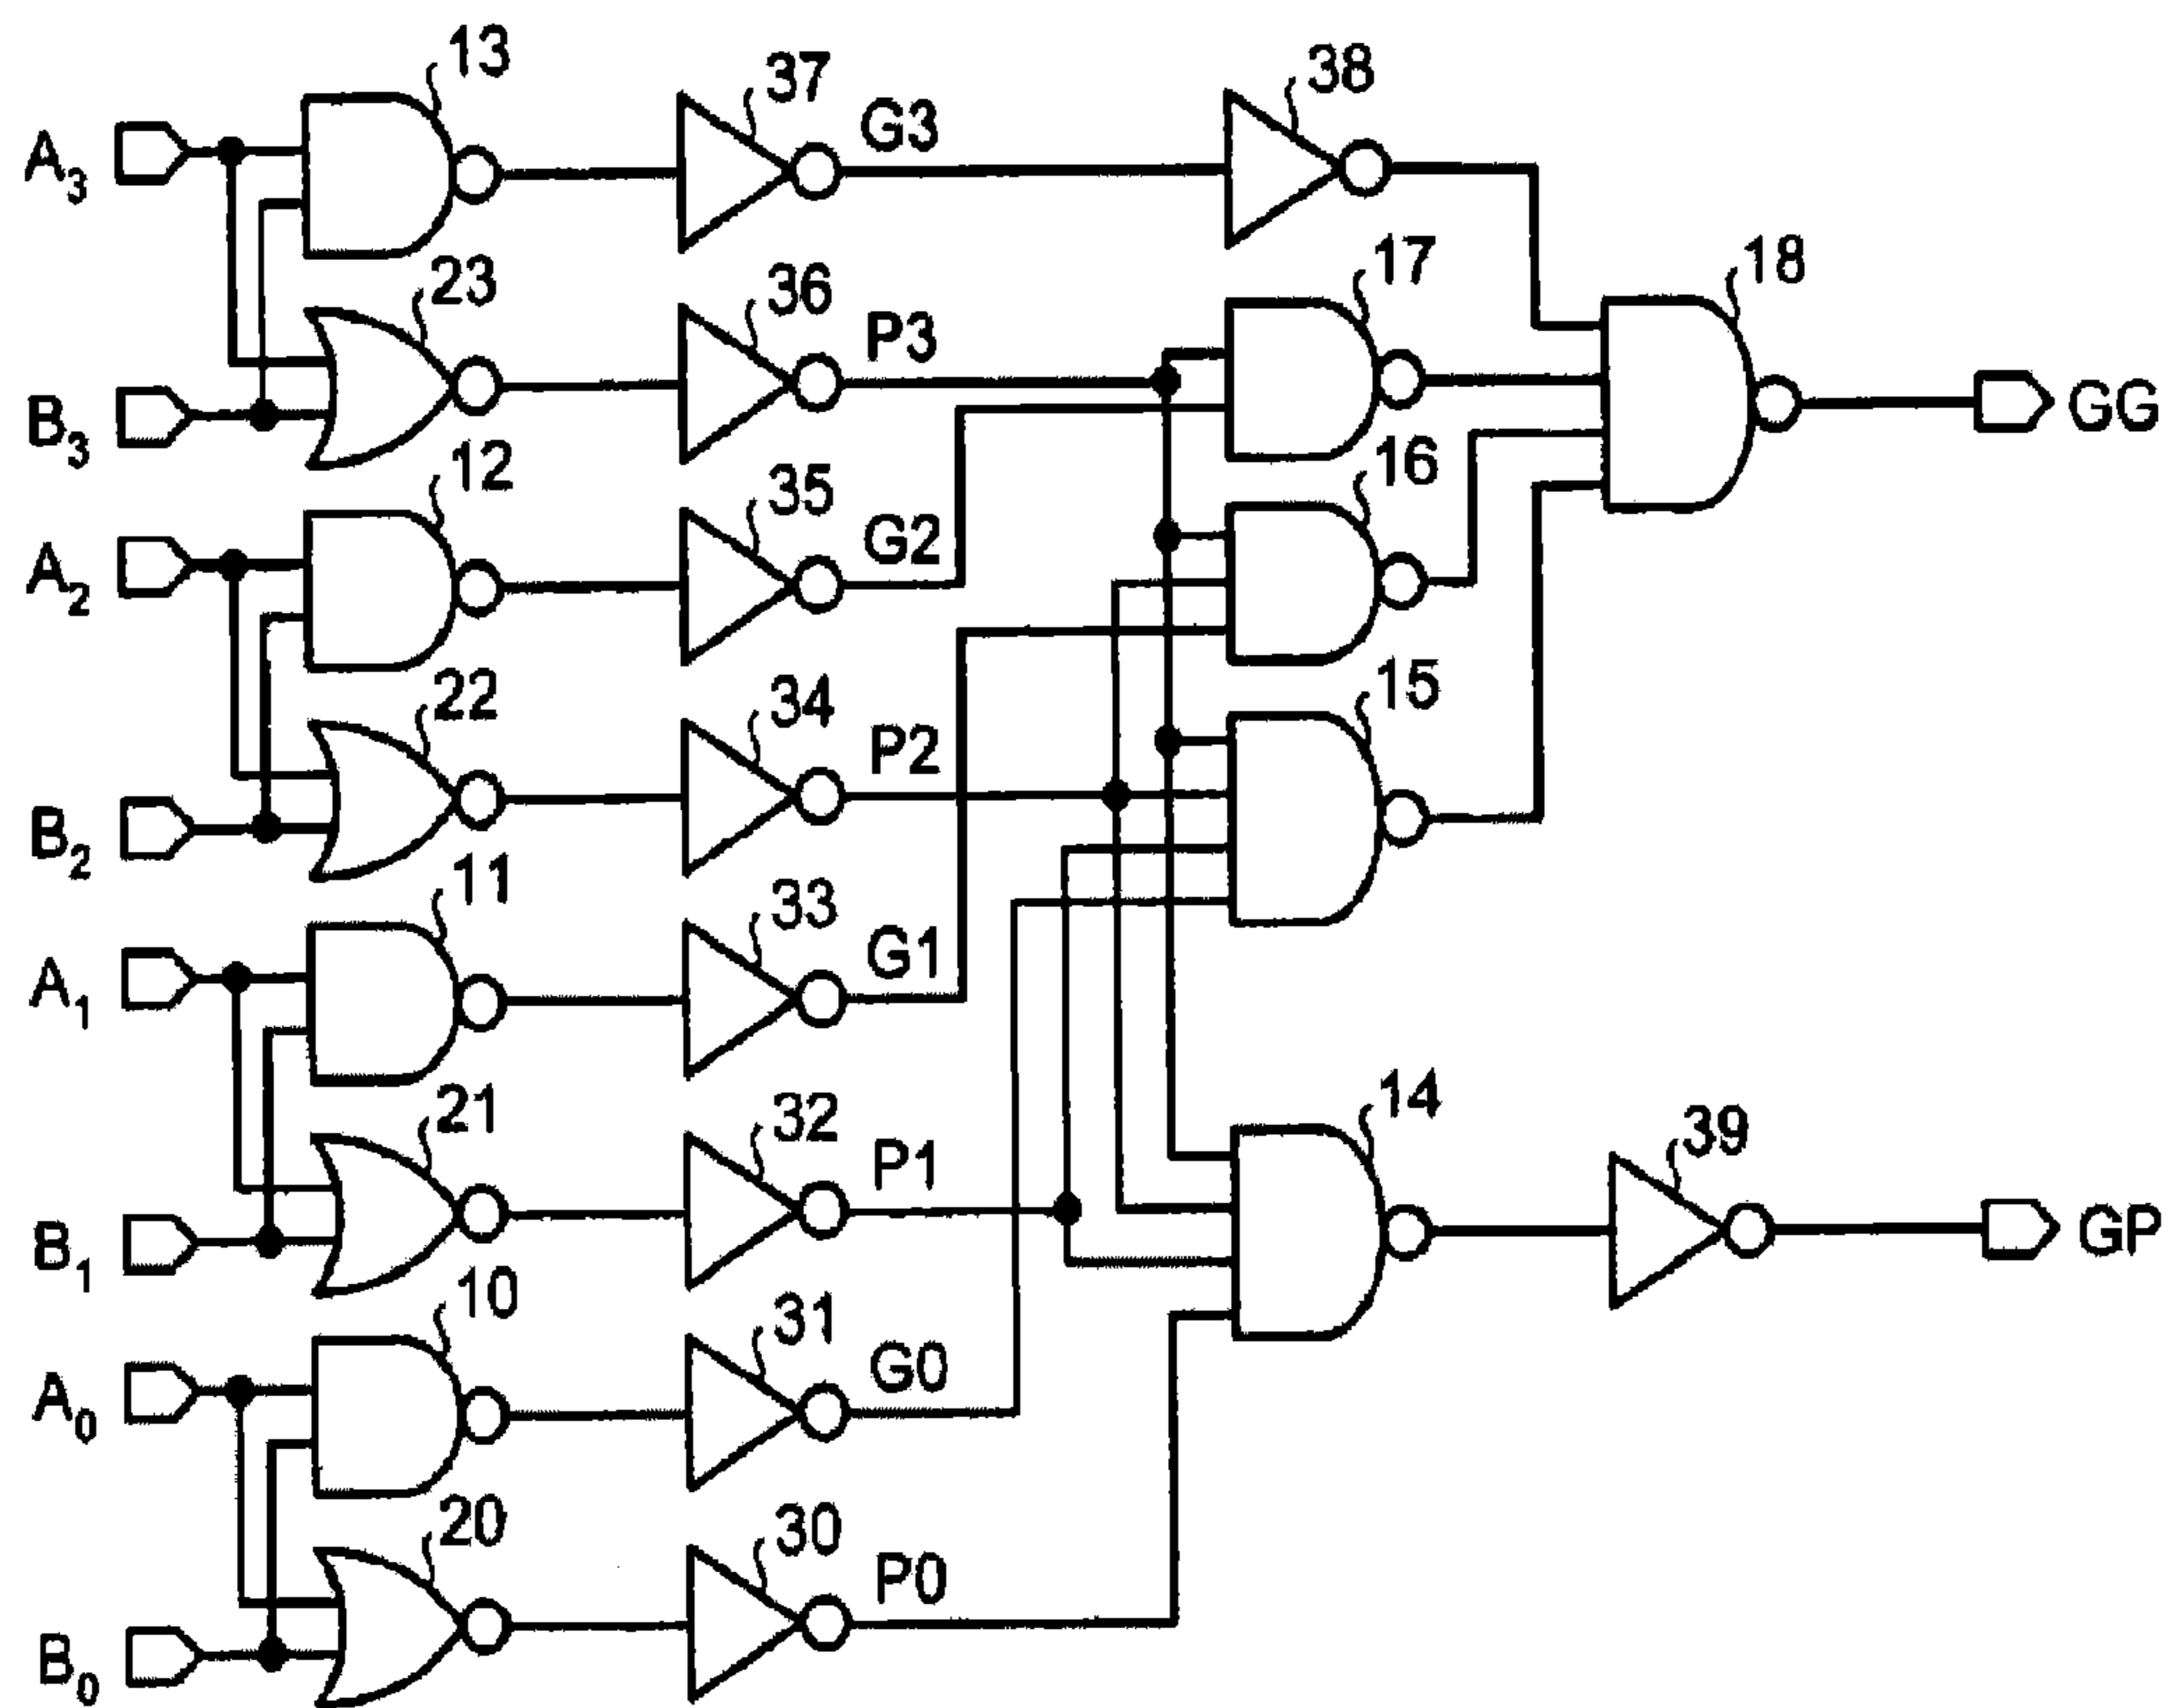 13 37 38
A3 G3
23 36 17 18
P3
B3 12 35 16 GG
A2 G2
22 34 15
P2
B2 11 33
A1 G1
21 32 14 39
P1
B1 10 31 GP
A0 G0
20 30
P0
B0